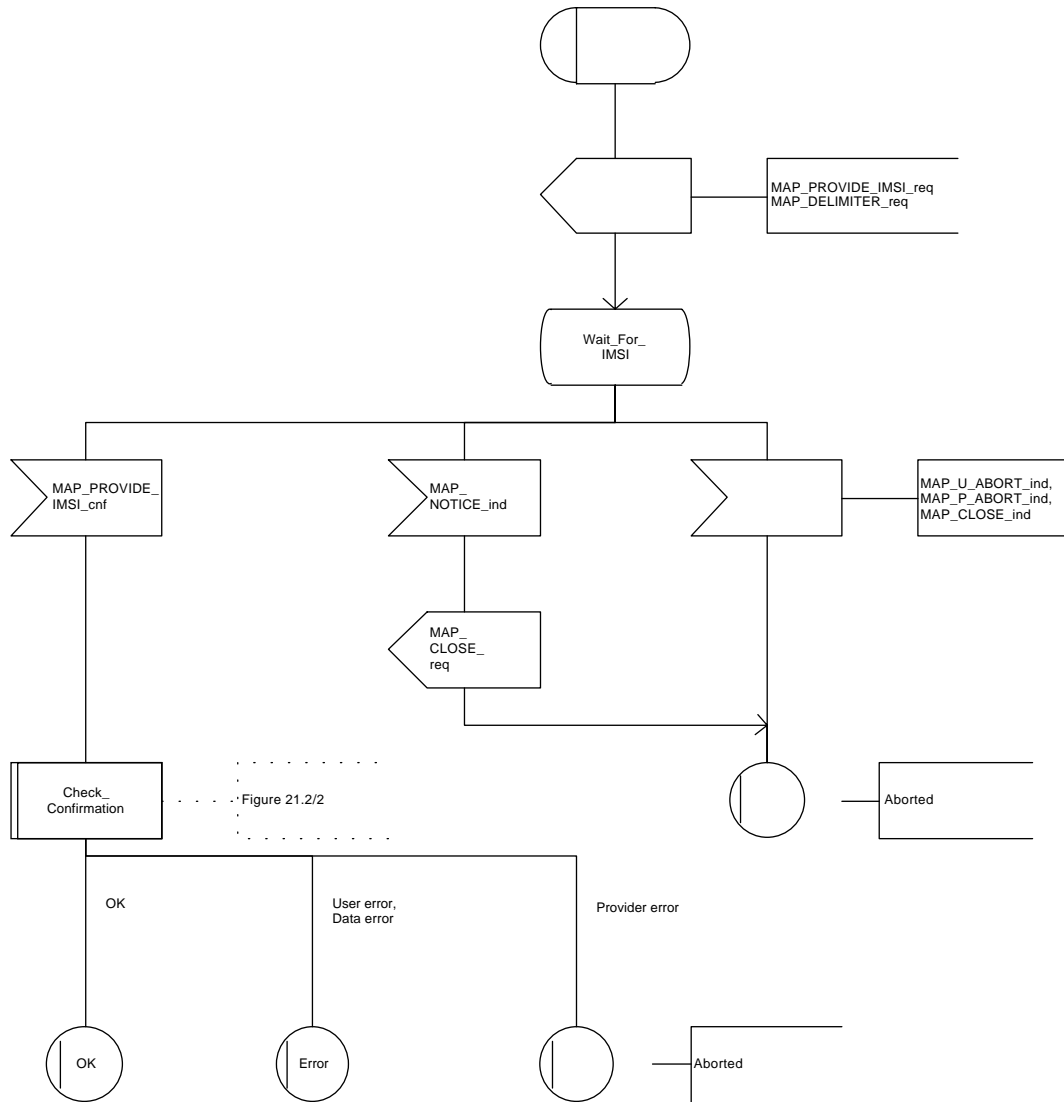 MAP_PROVIDE_IMSI_req
MAP_DELIMITER_req
Wait_For_
IMSI
MAP_PROVIDE_
IMSI_cnf
MAP_
NOTICE_ind
MAP_U_ABORT_ind,
MAP_P_ABORT_ind,
MAP_CLOSE_ind
MAP_
CLOSE_
req
Check_
Confirmation
Figure 21.2/2
Aborted
OK
User error,
Data error
Provider error
OK
Error
Aborted